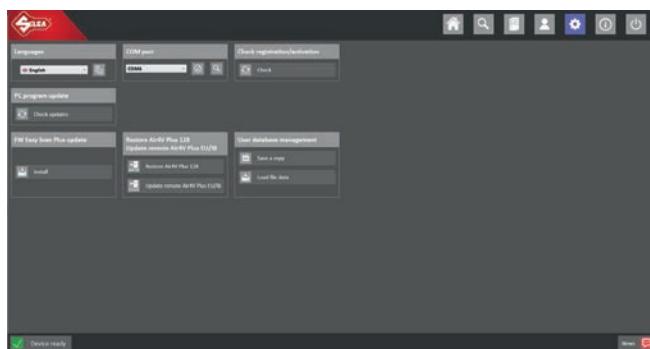 SILCA
Languages
English
COM port
COM4
Check registration/activation
Check
PC program update
Check updates
FW Easy Scan Plus update
Install
Restore Air4V Plus 128
Update remote Air4V Plus EU/IB
Restore Air4V Plus 128
Update remote Air4V Plus EU/IB
User database management
Save a copy
Load file data
Device ready
News